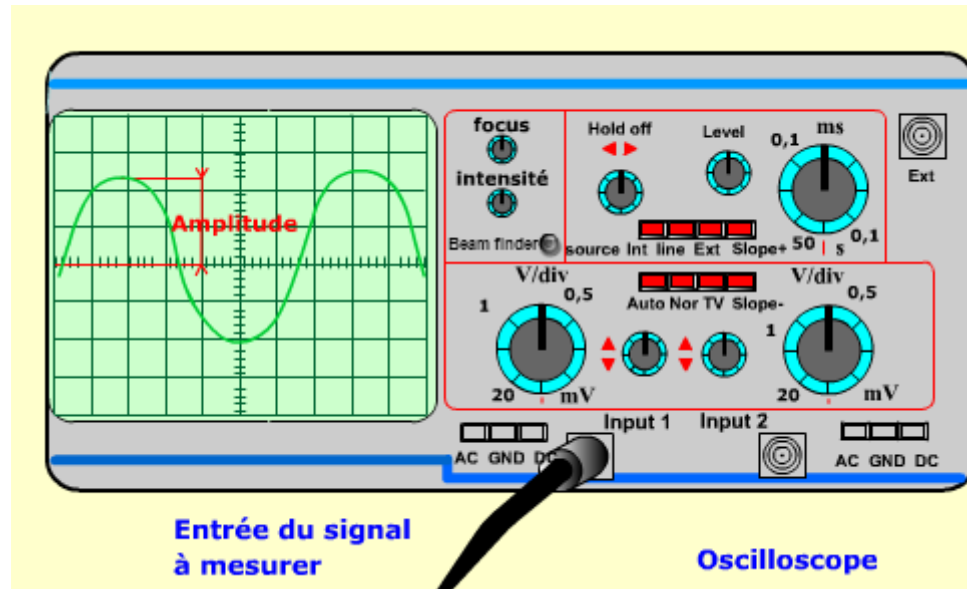 focus
Hold off
Level
0,1
ms
Ext
intensité
Amplitude
Beam finder
source Int line Ext Slope+
50
s
0,1
V/div
1
0,5
20
mV
Auto Nor TV Slope-
V/div
1
0,5
20
mV
Input 1
Input 2
AC GND DC
AC GND DC
Entrée du signal
à mesurer
Oscilloscope